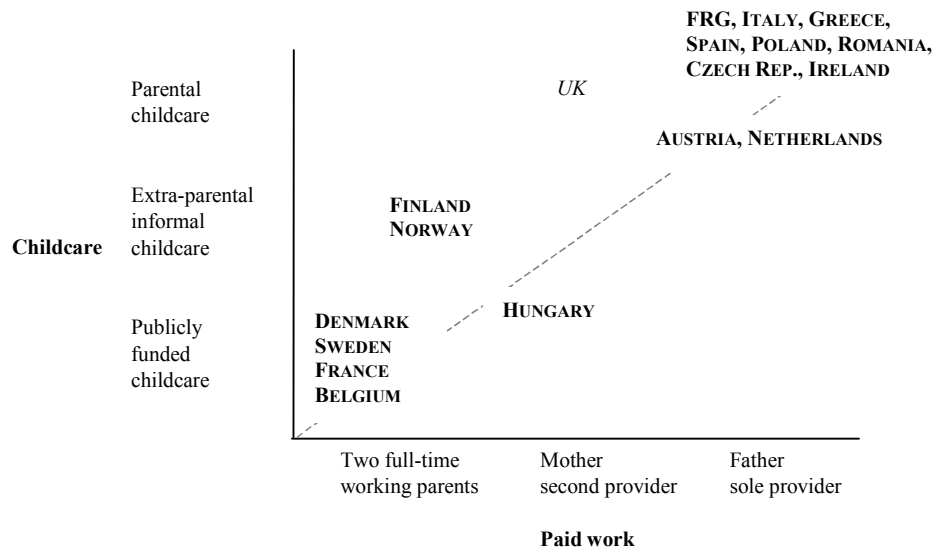 FRG, ITALY, GREECE,
SPAIN, POLAND, ROMANIA,
CZECH REP., IRELAND
Parental
childcare
UK
AUSTRIA, NETHERLANDS
Extra-parental
informal
childcare
FINLAND
NORWAY
Childcare
HUNGARY
Publicly
funded
childcare
DENMARK
SWEDEN
FRANCE
BELGIUM
Two full-time
working parents
Mother
second provider
Father
sole provider
Paid work